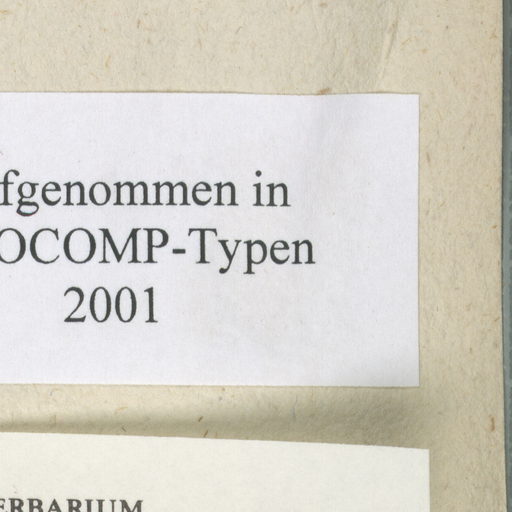 fgenommen in
OCOMP-Typen
2001
ERBARIUM